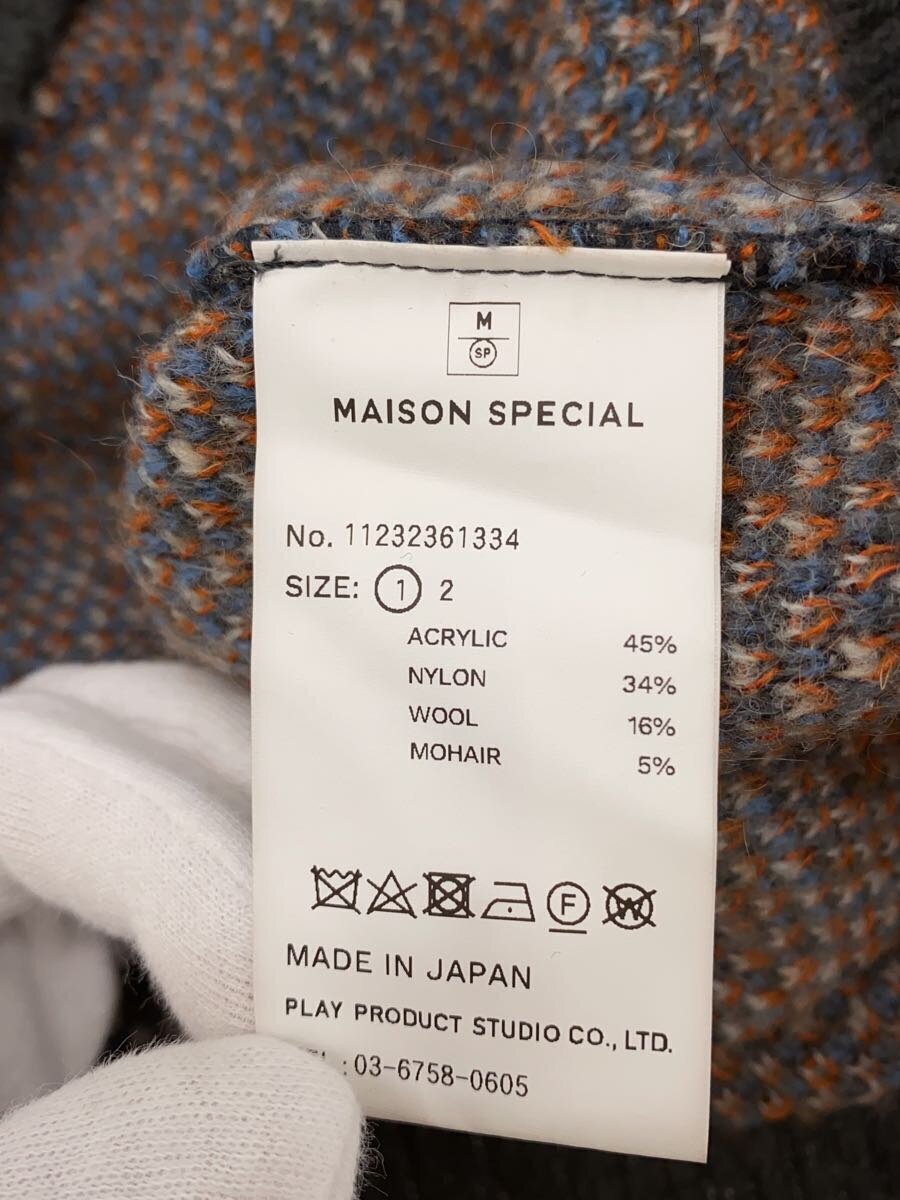 M
SP
MAISON SPECIAL
No. 11232361334
SIZE: 1 2
ACRYLIC 45%
NYLON 34%
WOOL 16%
MOHAIR 5%
F
W
MADE IN JAPAN
PLAY PRODUCT STUDIO CO., LTD.
: 03-6758-0605